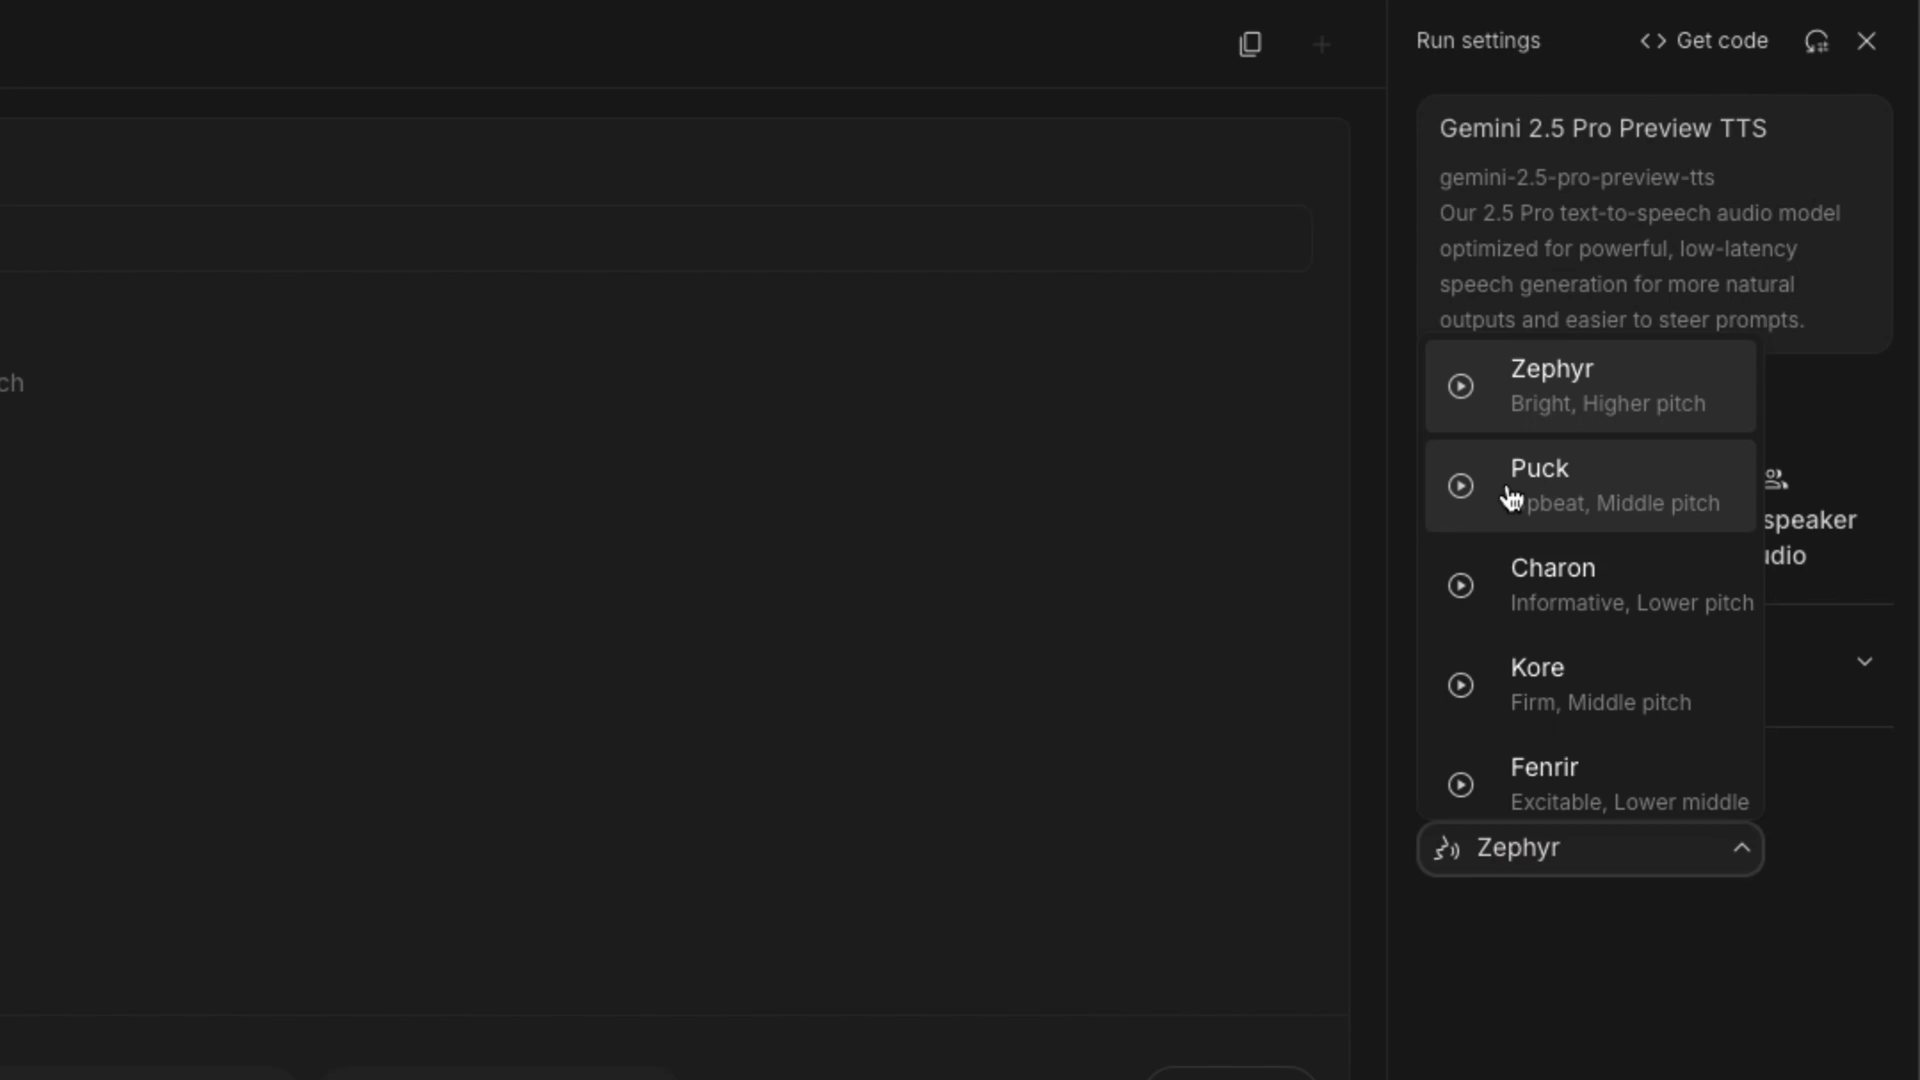 Run settings
Get code
Gemini 2.5 Pro Preview TTS
gemini-2.5-pro-preview-tts
Our 2.5 Pro text-to-speech audio model
optimized for powerful, low-latency
speech generation for more natural
outputs and easier to steer prompts.
ch
Zephyr
Bright, Higher pitch
Puck
pbeat, Middle pitch
speaker
dio
Charon
Informative, Lower pitch
Kore
Firm, Middle pitch
Fenrir
Excitable, Lower middle
Zephyr